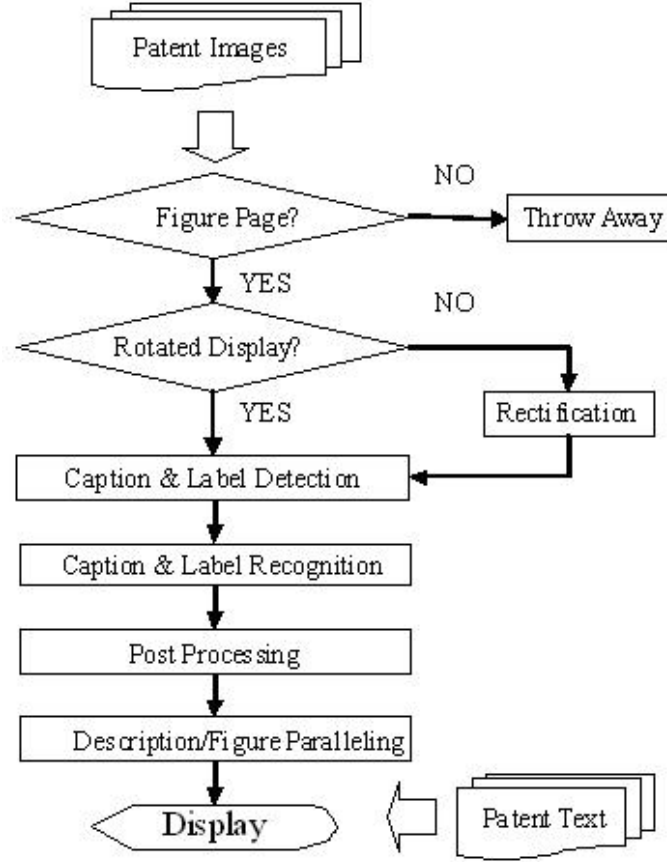 Patent Images
NO
Figure Page?
Throw Away
YES
NO
Rotated Display?
YES
Rectification
Caption & Label Detection
Caption & Label Recognition
Post Processing
Description/Figure Paralleling
Display
Patent Text